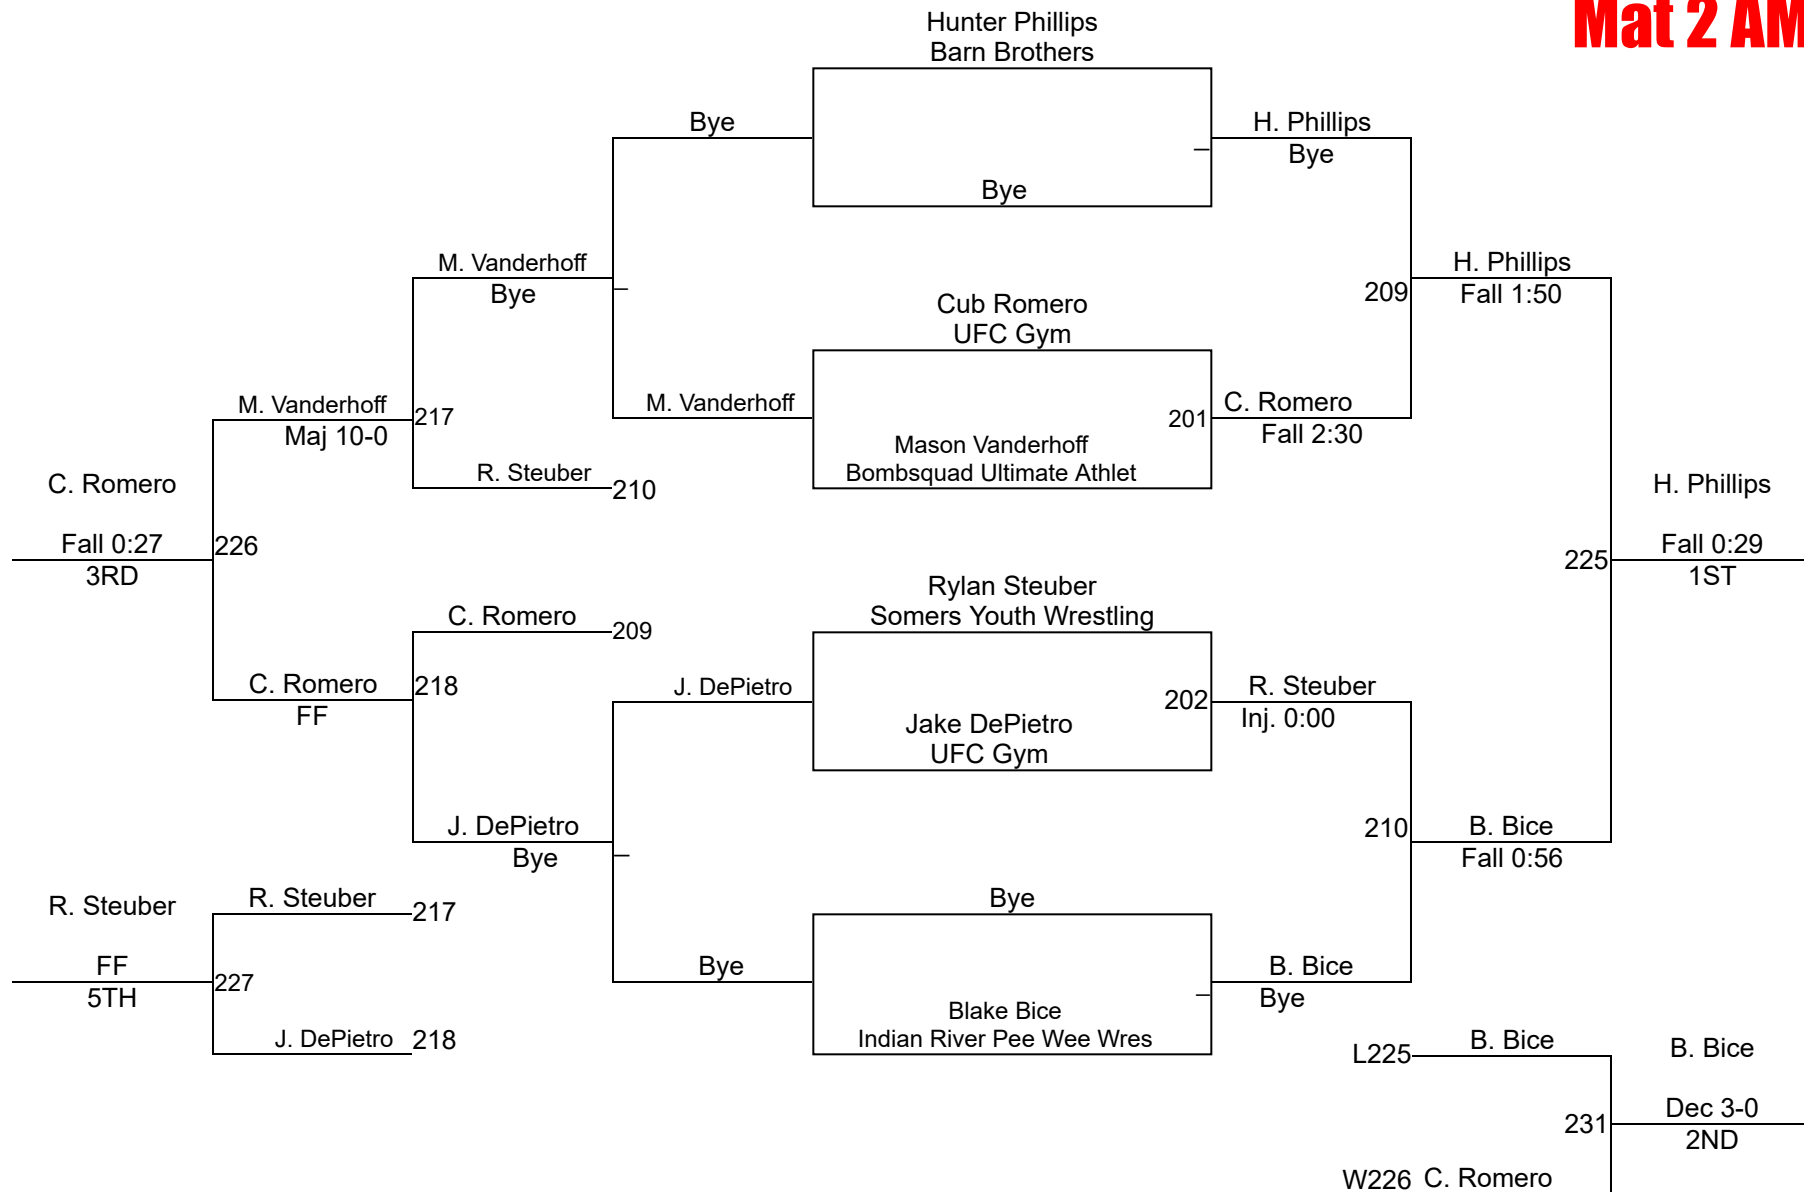 Mat 2 AM
Hunter Phillips
Barn Brothers
Bye
H. Phillips
Bye
Bye
M. Vanderhoff
Bye
H. Phillips
Fall 1:50
209
Cub Romero
UFC Gym
M. Vanderhoff
Maj 10-0
217
M. Vanderhoff
201
C. Romero
Fall 2:30
Mason Vanderhoff
Bombsquad Ultimate Athlet
R. Steuber
210
C. Romero
Fall 0:27
3RD
226
H. Phillips
225
Fall 0:29
1ST
Rylan Steuber
Somers Youth Wrestling
C. Romero
209
C. Romero
FF
218
J. DePietro
202
R. Steuber
Inj. 0:00
Jake DePietro
UFC Gym
J. DePietro
Bye
210
B. Bice
Fall 0:56
R. Steuber
FF
5TH
R. Steuber
217
227
J. DePietro
218
Bye
Bye
B. Bice
Bye
Blake Bice
Indian River Pee Wee Wres
L225
B. Bice
B. Bice
231
Dec 3-0
2ND
W226
C. Romero